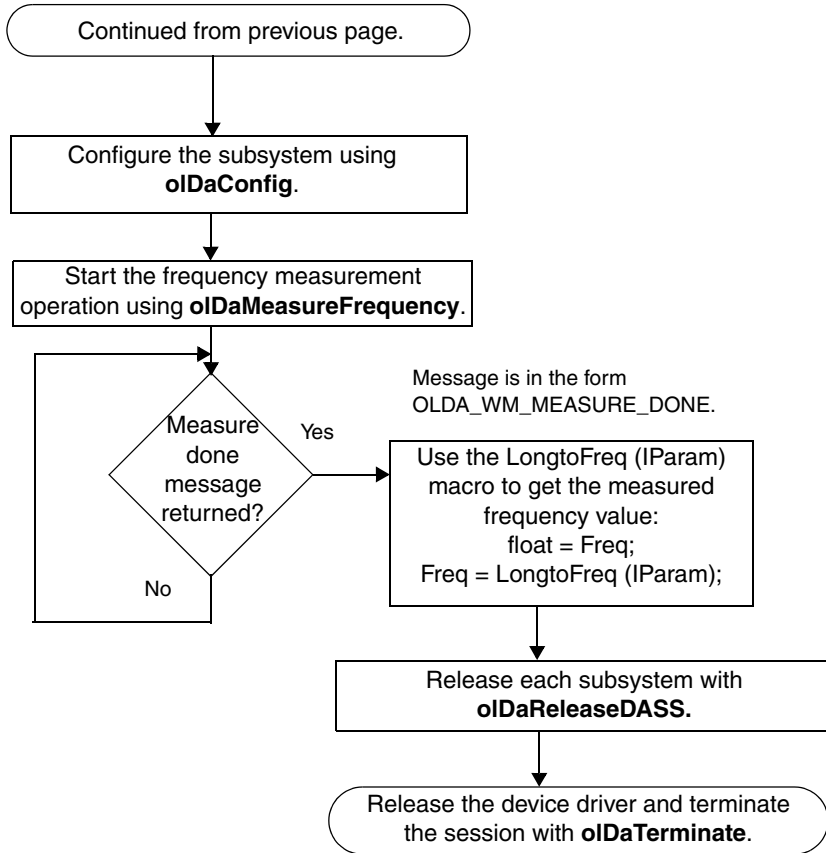 Continued from previous page.
Configure the subsystem using
olDaConfig.
Start the frequency measurement
operation using olDaMeasureFrequency.
Message is in the form
OLDA_WM_MEASURE_DONE.
Measure
done
message
returned?
Yes
No
Use the LongtoFreq (lParam)
macro to get the measured
frequency value:
float = Freq;
Freq = LongtoFreq (lParam);
Release each subsystem with
olDaReleaseDASS.
Release the device driver and terminate
the session with olDaTerminate.